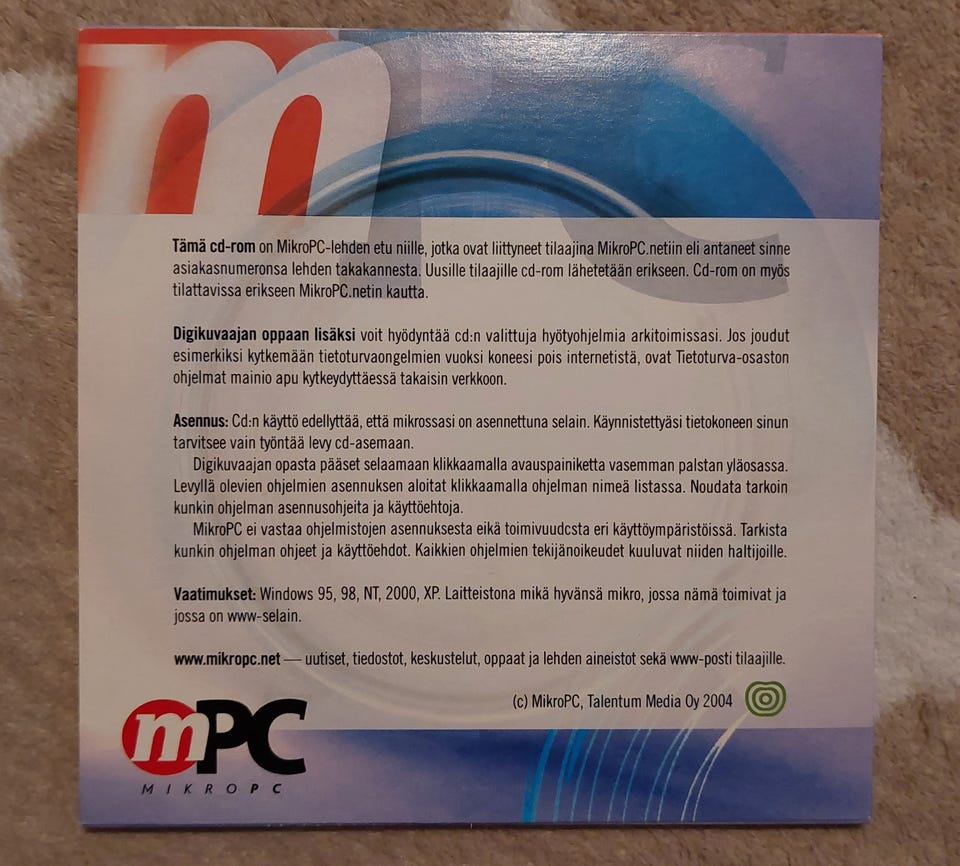 mPC
Tämä cd-rom on MikroPC-lehden etu niille, jotka ovat liittyneet tilaajina MikroPC.netiin eli antaneet sinne
asiakasnumeronsa lehden takakannesta. Uusille tilaajille cd-rom lähetetään erikseen. Cd-rom on myös
tilattavissa erikseen MikroPC.netin kautta.
Digikuvaajan oppaan lisäksi voit hyödyntää cd:n valittuja hyötyohjelmia arkitoimissasi. Jos joudut
esimerkiksi kytkemään tietoturvaongelmien vuoksi koneesi pois internetistä, ovat Tietoturva-osaston
ohjelmat mainio apu kytkeydyttäessä takaisin verkkoon.
Asennus: Cd:n käyttö edellyttää, että mikrossasi on asennettuna selain. Käynnistettyäsi tietokoneen sinun
tarvitsee vain työntää levy cd-asemaan.
Digikuvaajan opasta pääset selaamaan klikkaamalla avauspainiketta vasemman palstan yläosassa.
Levyllä olevien ohjelmien asennuksen aloitat klikkaamalla ohjelman nimeä listassa. Noudata tarkoin
kunkin ohjelman asennusohjeita ja käyttöehtoja.
MikroPC ei vastaa ohjelmistojen asennuksesta eikä toimivuudcsta eri käyttöympäristöissä. Tarkista
kunkin ohjelman ohjeet ja käyttöehdot. Kaikkien ohjelmien tekijänoikeudet kuuluvat niiden haltijoille.
Vaatimukset: Windows 95, 98, NT, 2000, XP. Laitteistona mikä hyvänsä mikro, jossa nämä toimivat ja
jossa on www-selain.
www.mikropc.net — uutiset, tiedostot, keskustelut, oppaat ja lehden aineistot sekä www-posti tilaajille.
(c) MikroPC, Talentum Media Oy 2004
mPC
MIKROPC